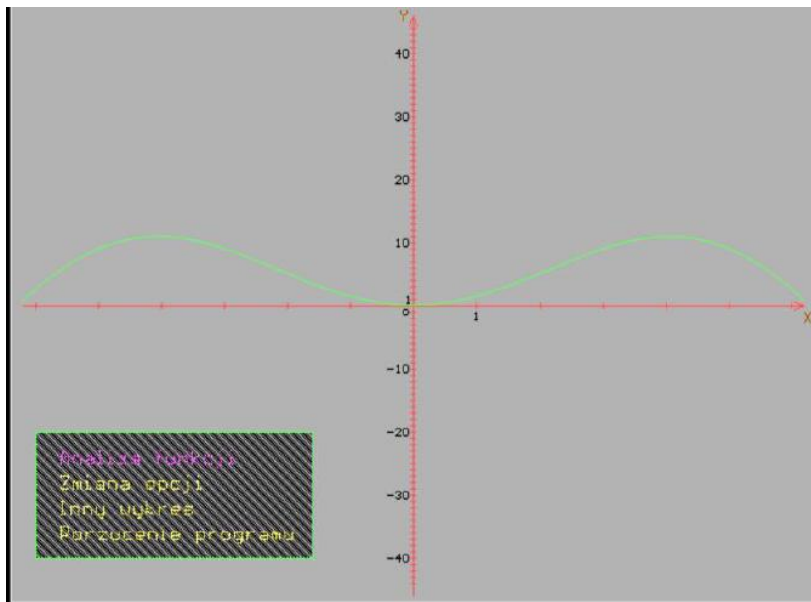 Y
40
30
20
10
1
0
1
X
-10
-20
-30
-40
Analiza funkcji
Zmiana opcji
Inny wykres
Porzucenie programu